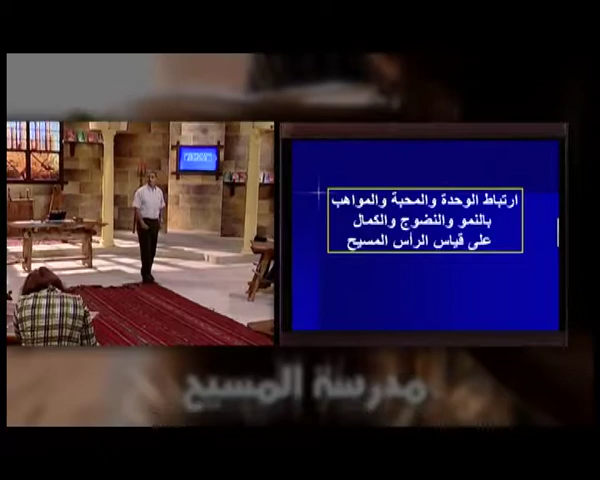 ارتباط الوحدة والمحبة والمواهب
بالنمو والنضوج والكمال
على قياس الرأس المسيح
مدرسة المسيح